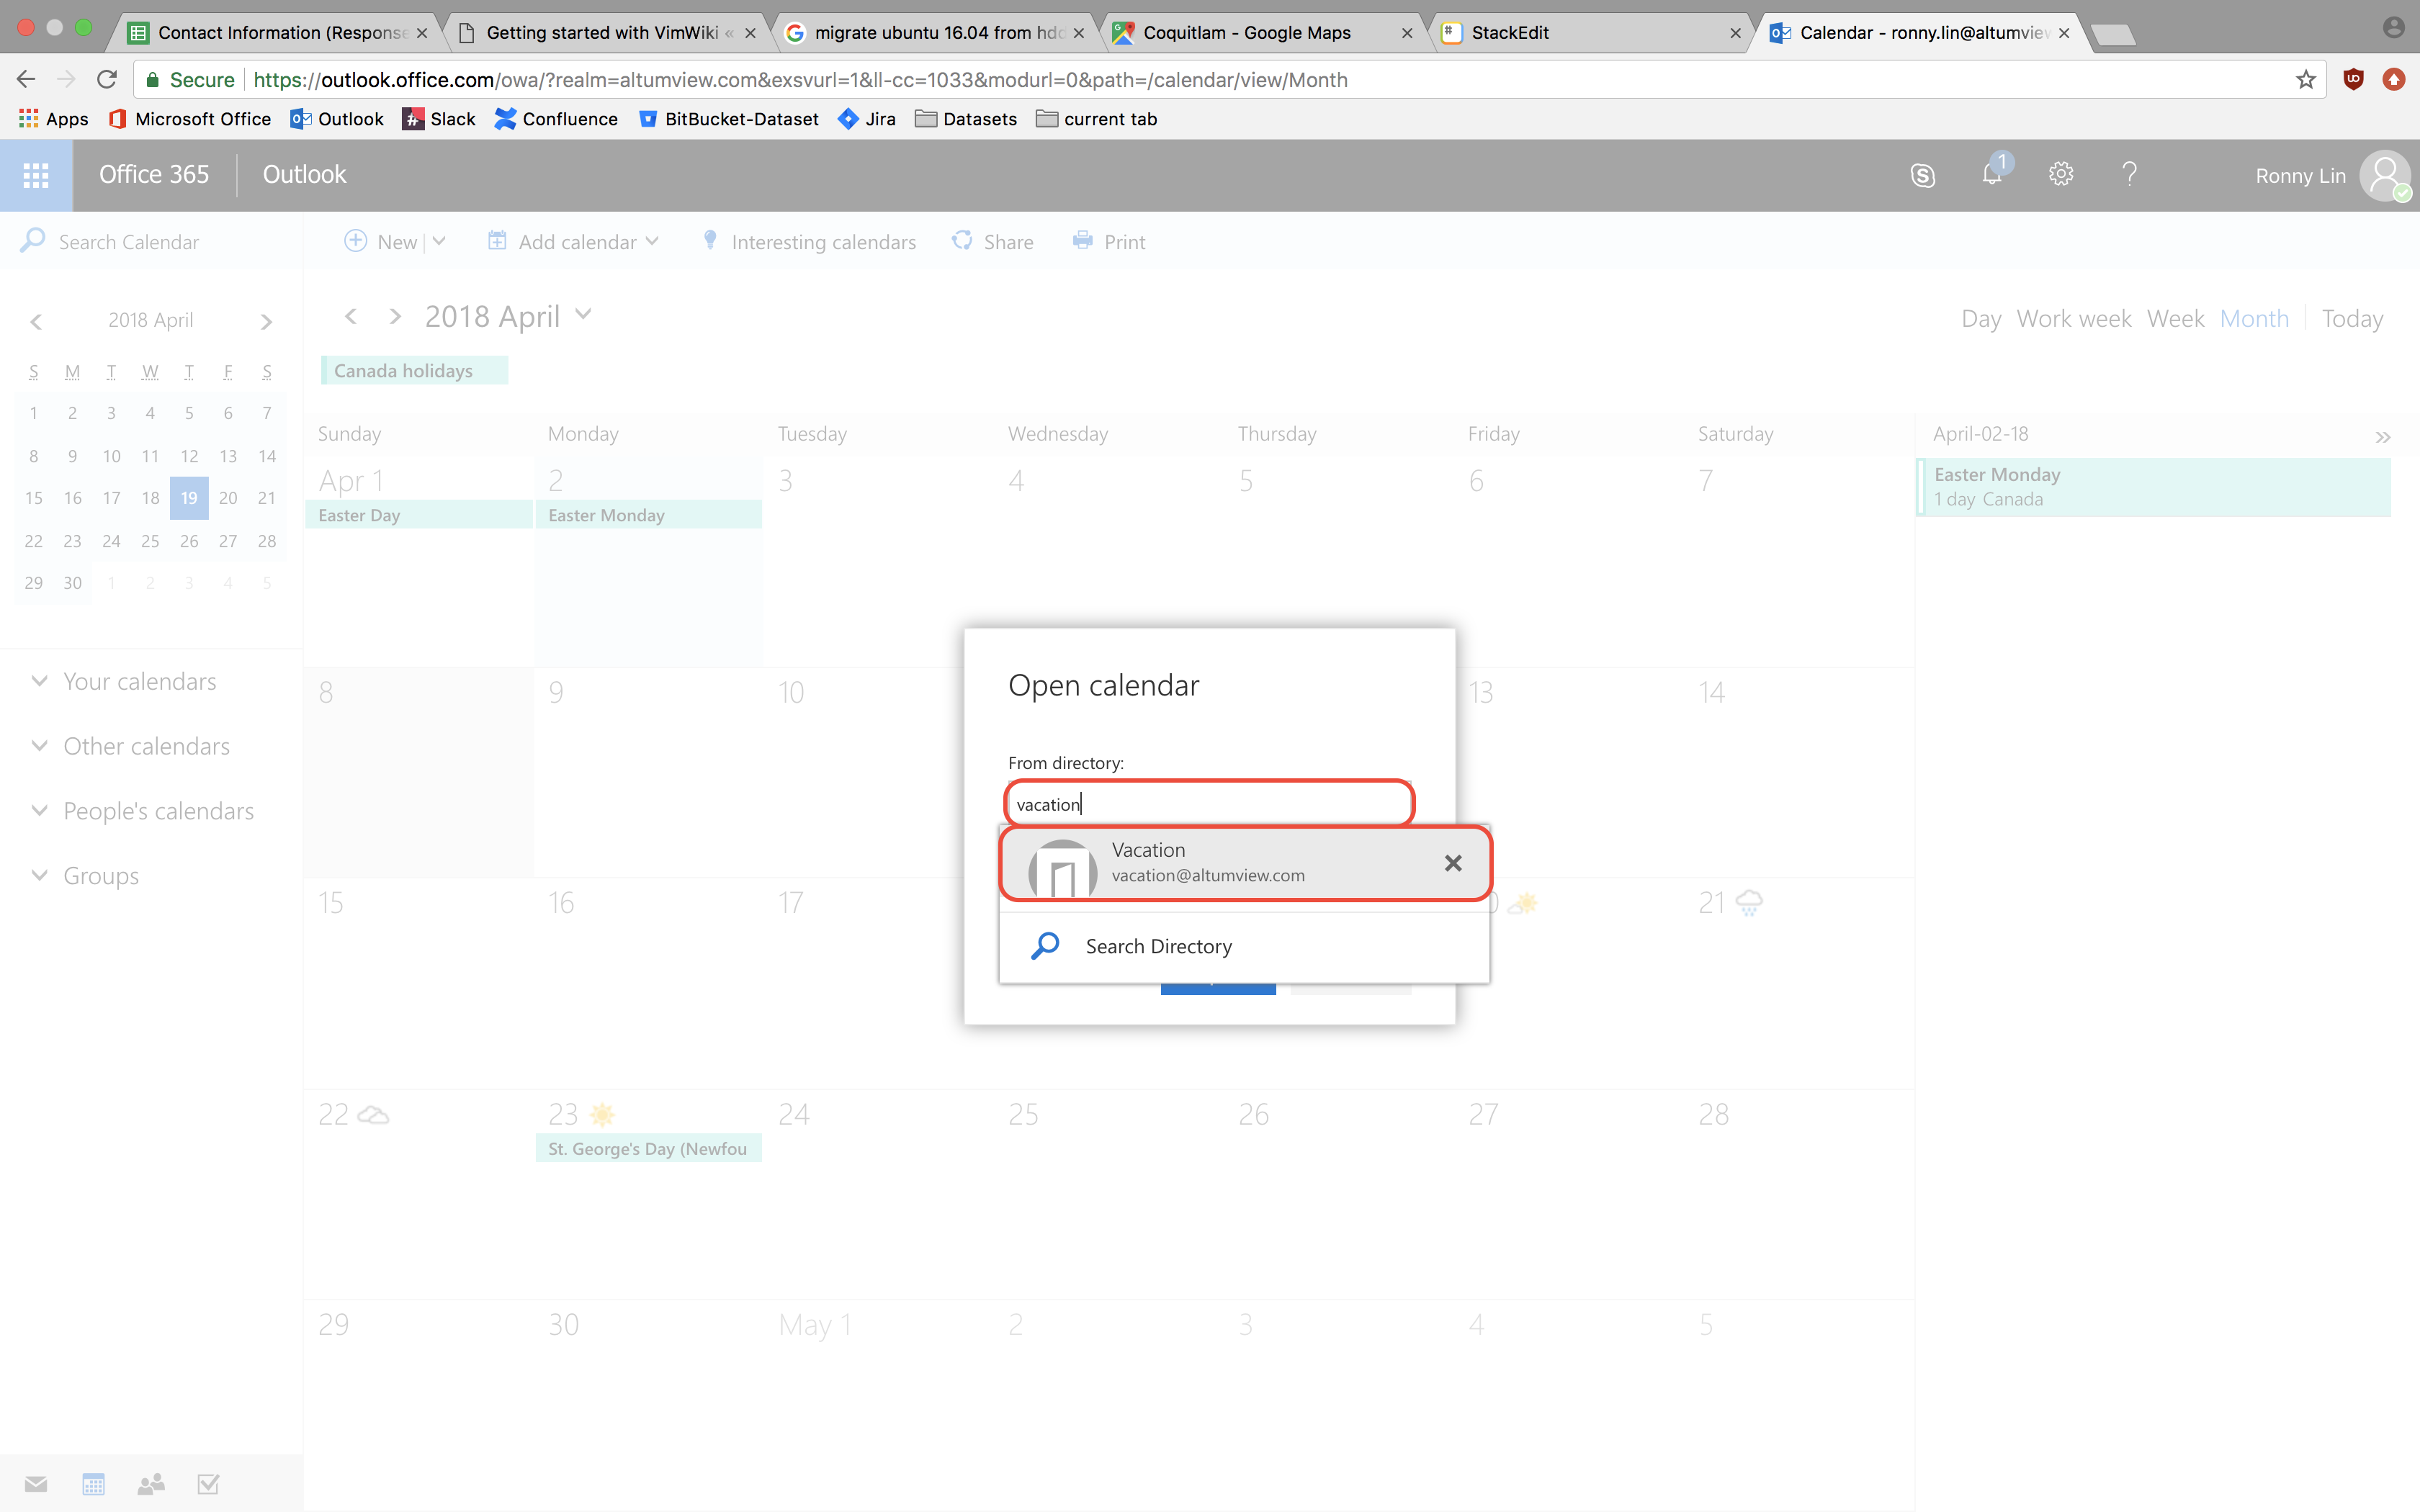 Contact Information (Response
Getting started with VimWiki «
migrate ubuntu 16.04 from hdd
Coquitlam - Google Maps
StackEdit
Calendar - ronny.lin@altumview
Secure https://outlook.office.com/owa/?realm=altumview.com&exsvurl=1&ll-cc=1033&modurl=0&path=/calendar/view/Month
Apps Microsoft Office Outlook Slack Confluence BitBucket-Dataset Jira Datasets current tab
Office 365 Outlook 1 ? Ronny Lin
Search Calendar New Add calendar Interesting calendars Share Print
2018 April
S M T W T F S
1 2 3 4 5 6 7
8 9 10 11 12 13 14
15 16 17 18 19 20 21
22 23 24 25 26 27 28
29 30 1 2 3 4 5
Your calendars
Other calendars
People's calendars
Groups
2018 April
Day Work week Week Month Today
Canada holidays
Sunday Monday Tuesday Wednesday Thursday Friday Saturday
Apr 1 2 3 4 5 6 7
Easter Day Easter Monday
8 9 10 13 14
15 16 17 21
22 23 24 25 26 27 28
St. George's Day (Newfou
29 30 May 1 2 3 4 5
April-02-18
Easter Monday
1 day Canada
Open calendar
From directory:
vacation
Vacation
vacation@altumview.com
Search Directory